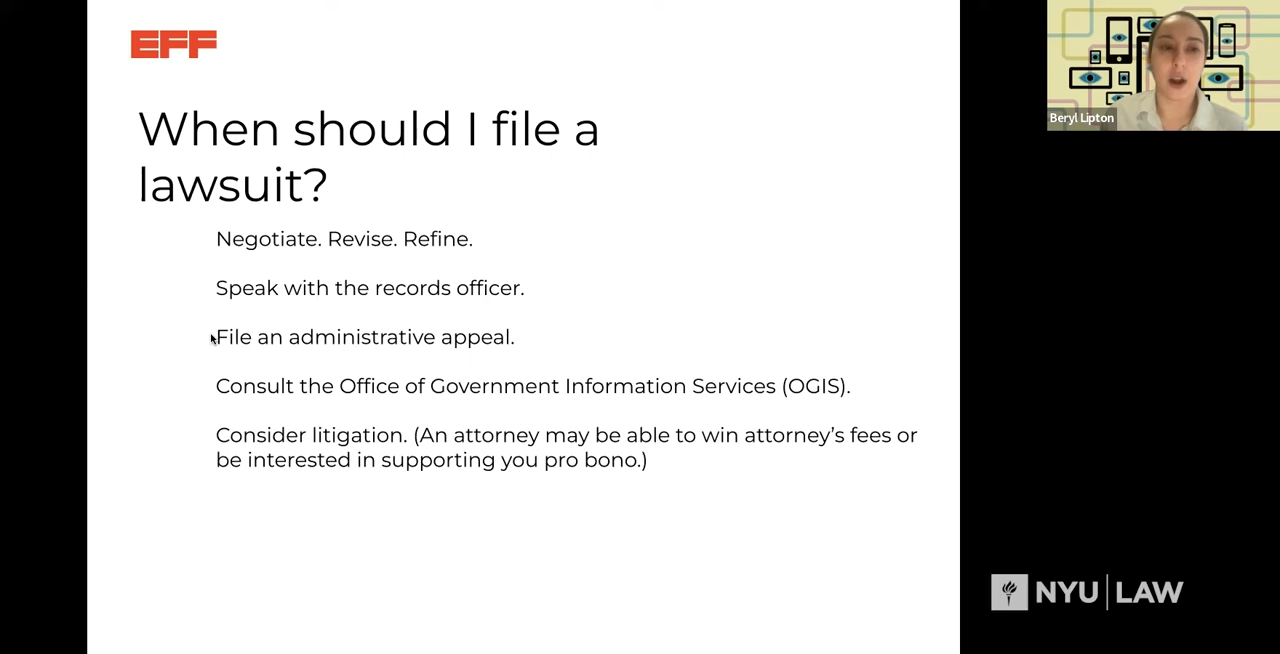 EFF
When should I file a
lawsuit?
Negotiate. Revise. Refine.
Speak with the records officer.
File an administrative appeal.
Consult the Office of Government Information Services (OGIS).
Consider litigation. (An attorney may be able to win attorney’s fees or
be interested in supporting you pro bono.)
Beryl Lipton
NYU | LAW